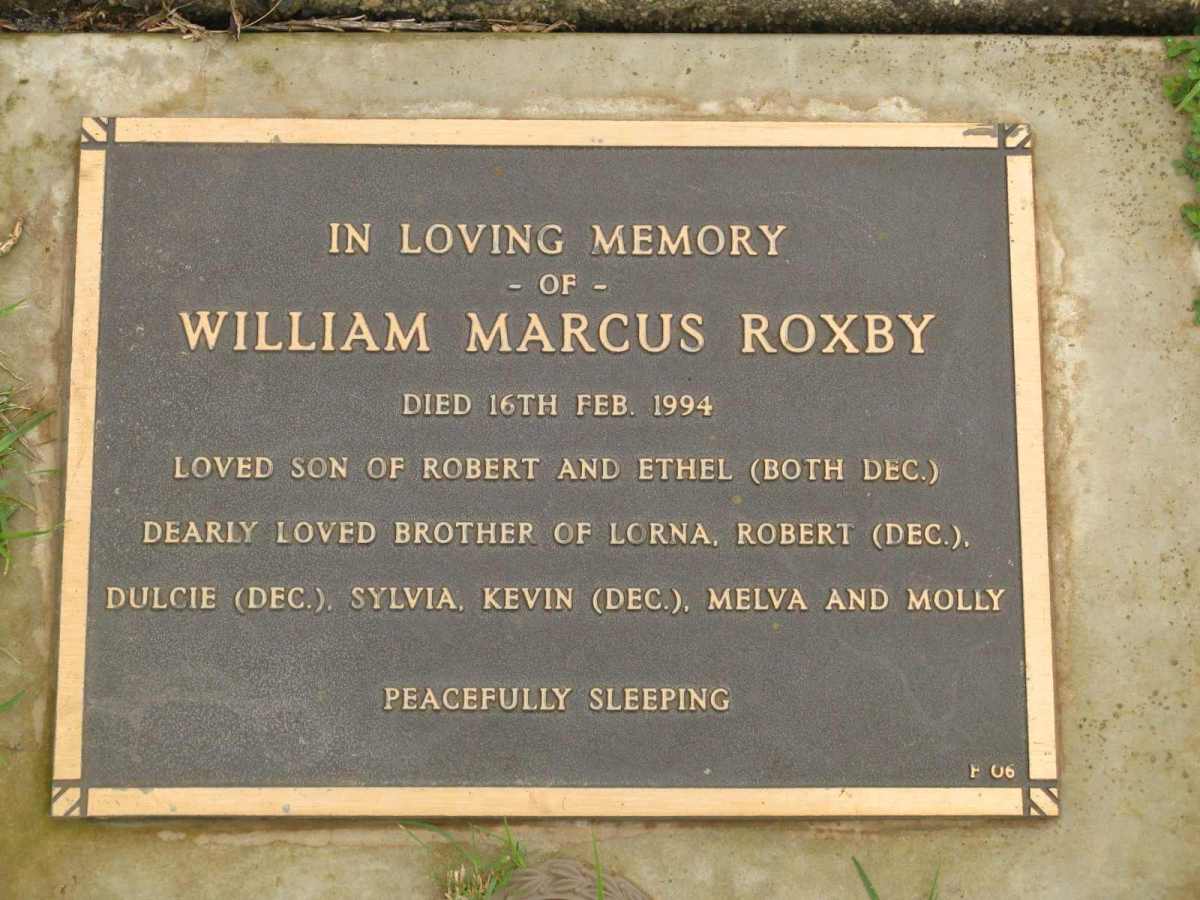 IN LOVING MEMORY
- OF -
WILLIAM MARCUS ROXBY
DIED 16TH FEB. 1994
LOVED SON OF ROBERT AND ETHEL (BOTH DEC.)
DEARLY LOVED BROTHER OF LORNA, ROBERT (DEC.),
DULCIE (DEC.), SYLVIA, KEVIN (DEC.), MELVA AND MOLLY
PEACEFULLY SLEEPING
06